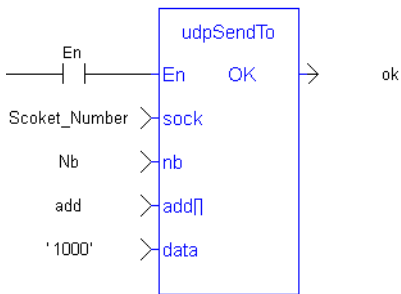 udpSendTo
En
En OK ok
Scoket_Number sock
Nb nb
add add[]
'1000' data